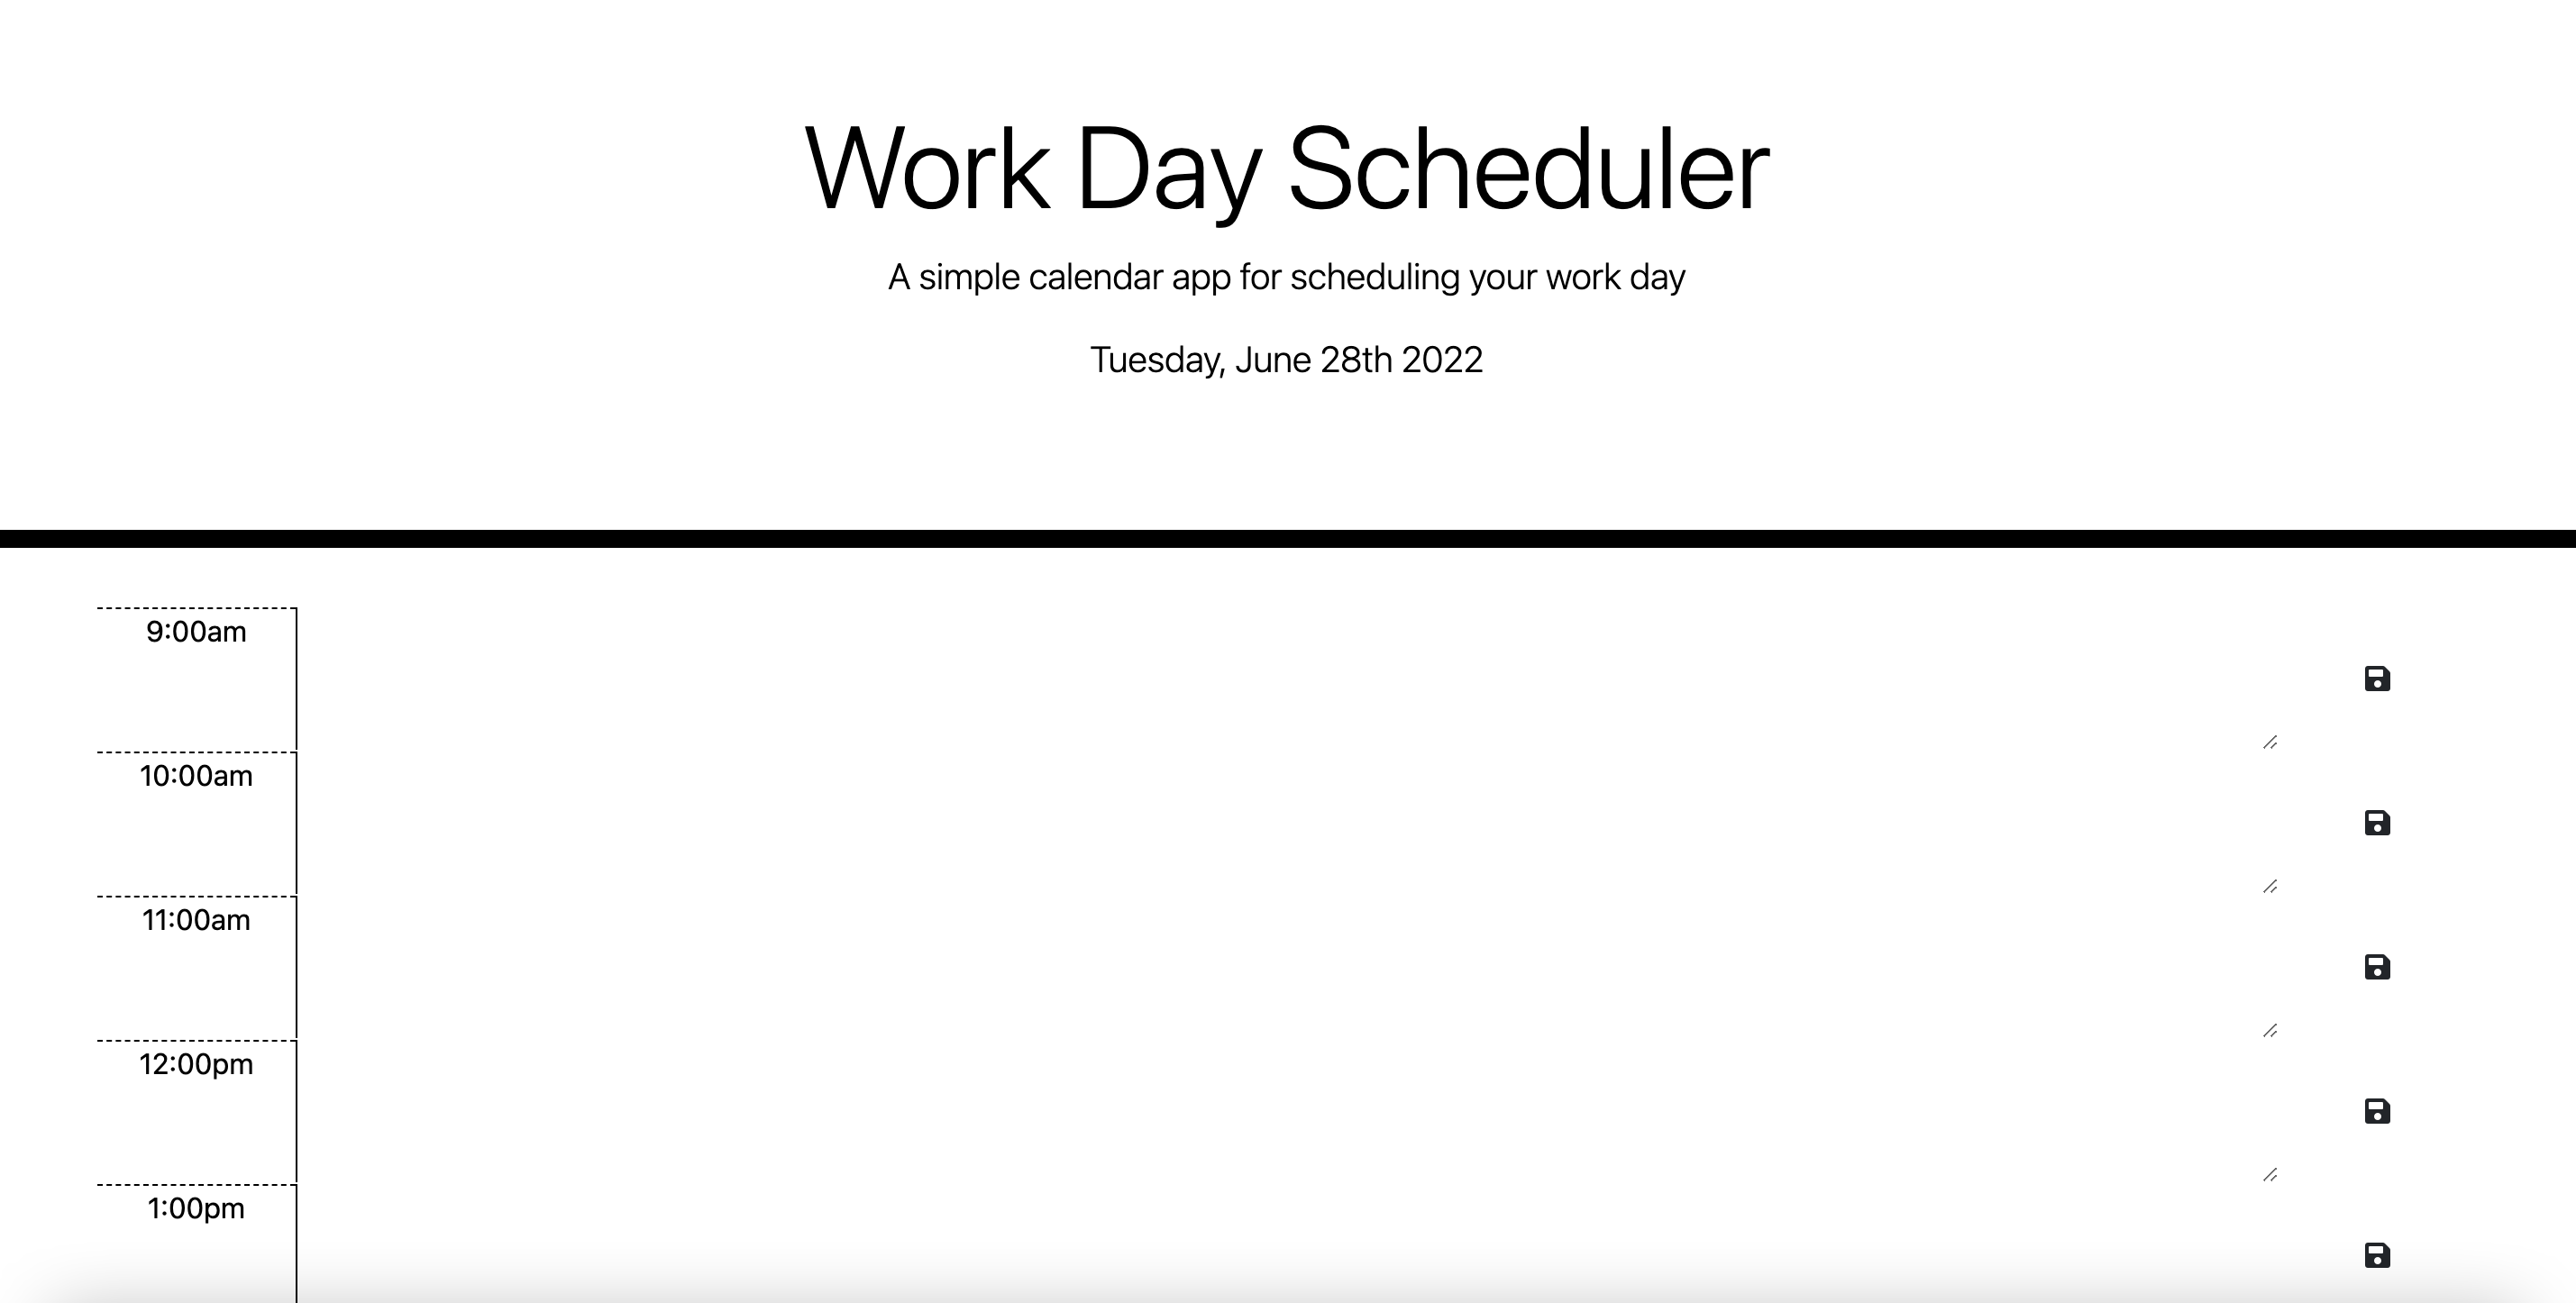 Work Day Scheduler
A simple calendar app for scheduling your work day
Tuesday, June 28th 2022
9:00am
10:00am
11:00am
12:00pm
1:00pm